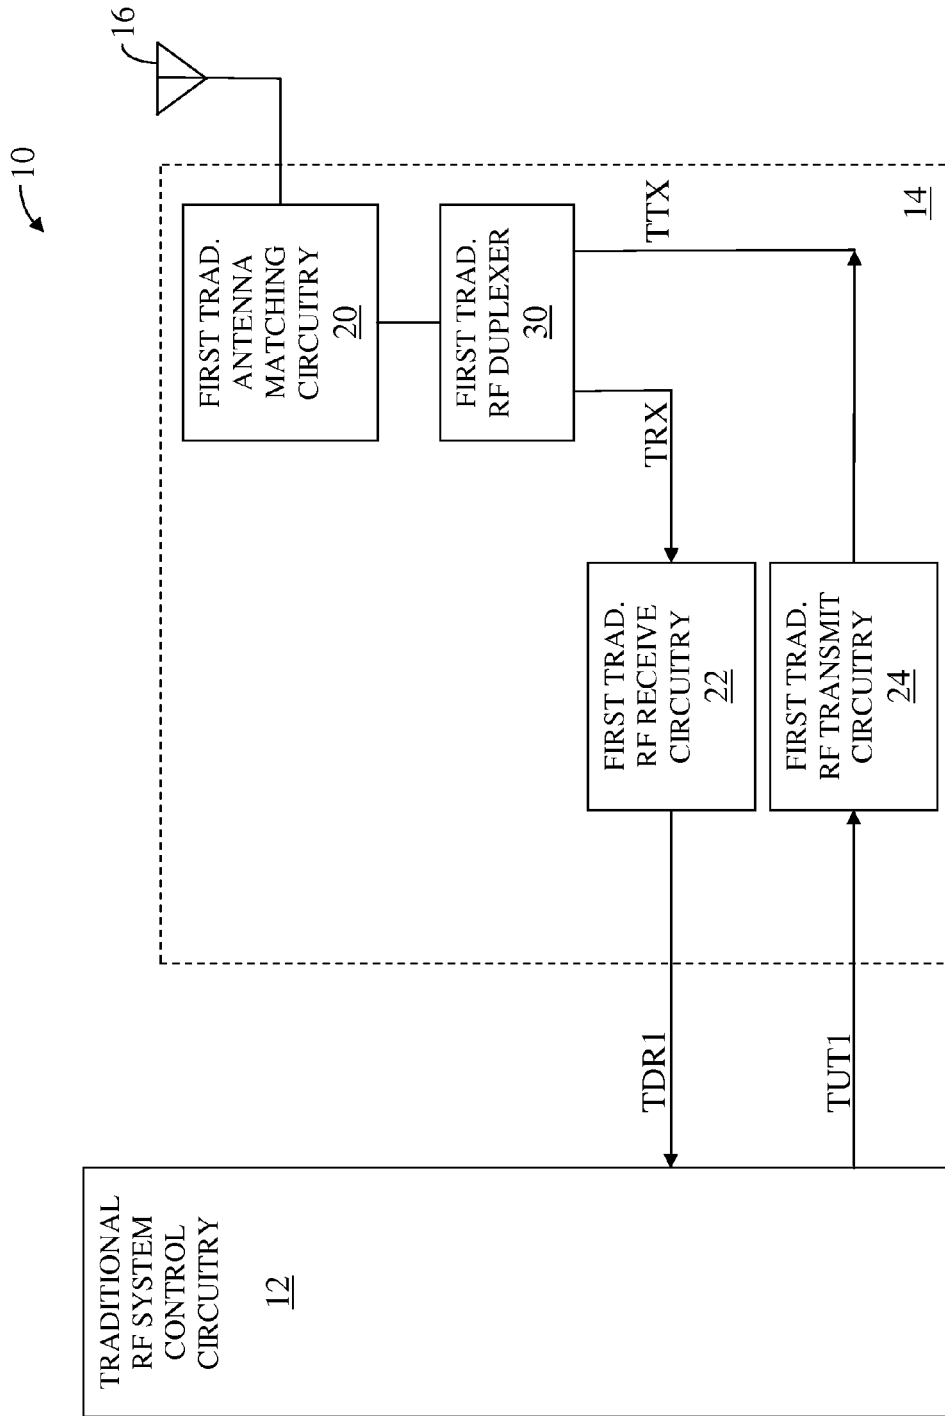 10
16
TRADITIONAL
RF SYSTEM
CONTROL
CIRCUITRY
12
TDR1
TUT1
FIRST TRAD.
RF RECEIVE
CIRCUITRY
22
FIRST TRAD.
RF TRANSMIT
CIRCUITRY
24
FIRST TRAD.
ANTENNA
MATCHING
CIRCUITRY
20
FIRST TRAD.
RF DUPLEXER
30
TRX
TTX
14